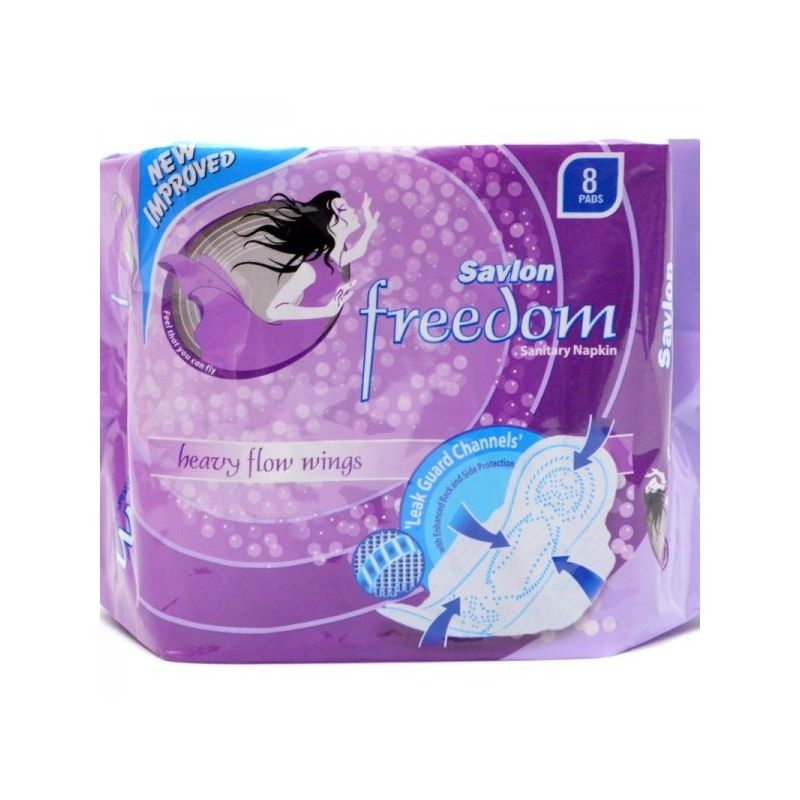 NEW
IMPROVED
8
PADS
Savlon
freedom
Sanitary Napkin
Feel that you can fly
heavy flow wings
'Leak Guard Channels'
with Enhanced Back and Side Protection
Savlon